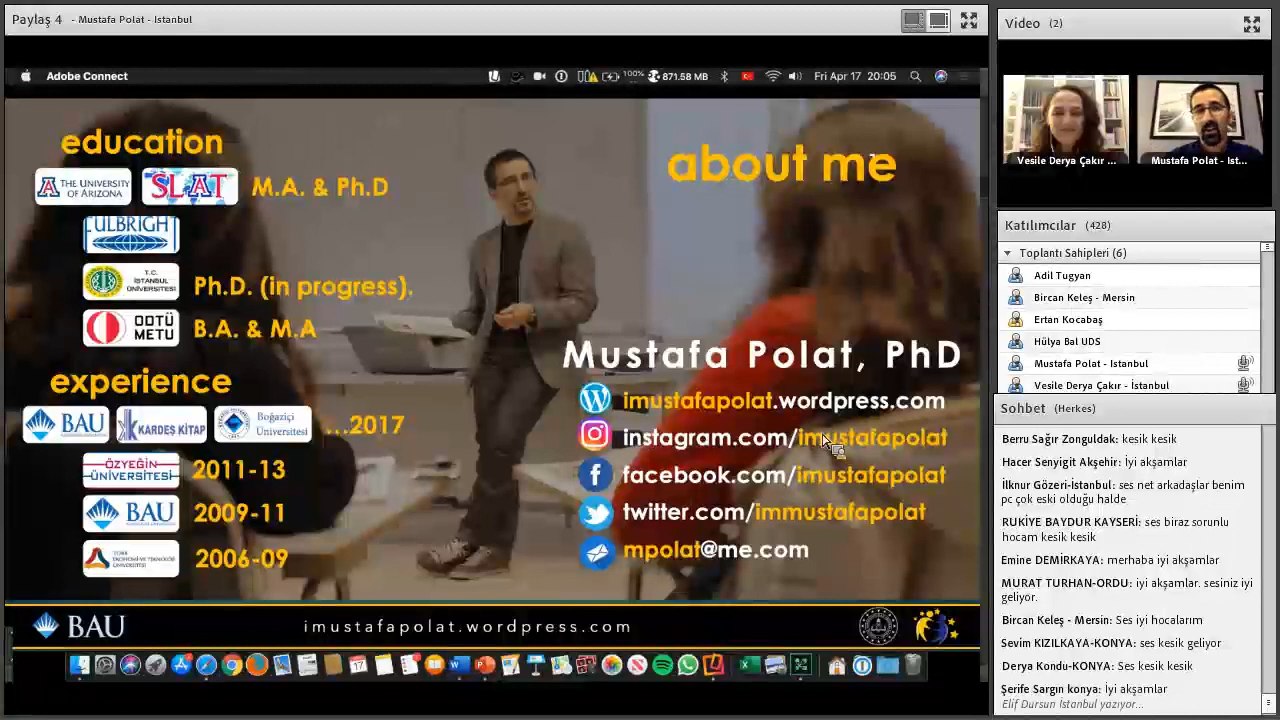 Paylaş 4 - Mustafa Polat - Istanbul
Adobe Connect
100%
871.58 MB
Fri Apr 17 20:05
education
THE UNIVERSITY OF ARIZONA
SLAT
M.A. & Ph.D
ULBRIGH
T.C.
İSTANBUL
ÜNİVERSİTESİ
Ph.D. (in progress).
ODTÜ
METU
B.A. & M.A
experience
BAU
KARDEŞ KİTAP
Boğaziçi
Üniversitesi
...2017
ÖZYEĞİN
ÜNİVERSİTESİ
2011-13
BAU
2009-11
2006-09
about me
Mustafa Polat, PhD
imustafapolat.wordpress.com
instagram.com/imustafapolat
facebook.com/imustafapolat
twitter.com/immustafapolat
mpolat@me.com
BAU
imustafapolat.wordpress.com
17
Video (2)
Vesile Derya Çakır ...
Mustafa Polat - Ist...
Katılımcılar (428)
Toplantı Sahipleri (6)
Adil Tugyan
Bircan Keleş - Mersin
Ertan Kocabaş
Hülya Bal UDS
Mustafa Polat - Istanbul
Vesile Derya Çakır - İstanbul
Sohbet (Herkes)
Berru Sağır Zonguldak: kesik kesik
Hacer Senyigit Akşehir: İyi akşamlar
İlknur Gözeri-istanbul: ses net arkadaşlar benim
pc çok eski olduğu halde
RUKİYE BAYDUR KAYSERİ: ses biraz sorunlu
hocam kesik kesik
Emine DEMİRKAYA: merhaba iyi akşamlar
MURAT TURHAN-ORDU: iyi akşamlar. sesiniz iyi
geliyor.
Bircan Keleş - Mersin: Ses iyi hocalarım
Sevim KIZILKAYA-KONYA: ses kesik geliyor
Derya Kondu-KONYA: Ses kesik kesik
Şerife Sargın konya: İyi akşamlar
Elif Dursun İstanbul yazıyor...